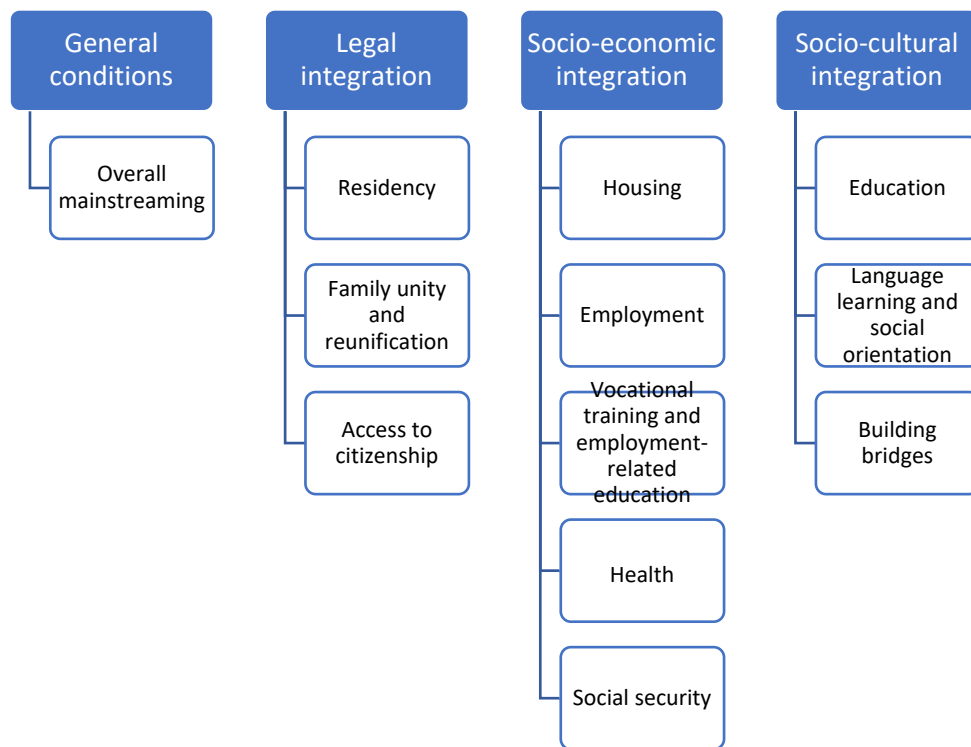 General
conditions
Overall
mainstreaming
Legal
integration
Residency
Family unity
and
reunification
Access to
citizenship
Socio-economic
integration
Housing
Employment
Vocational
training and
employment-
related
education
Health
Social security
Socio-cultural
integration
Education
Language
learning and
social
orientation
Building
bridges